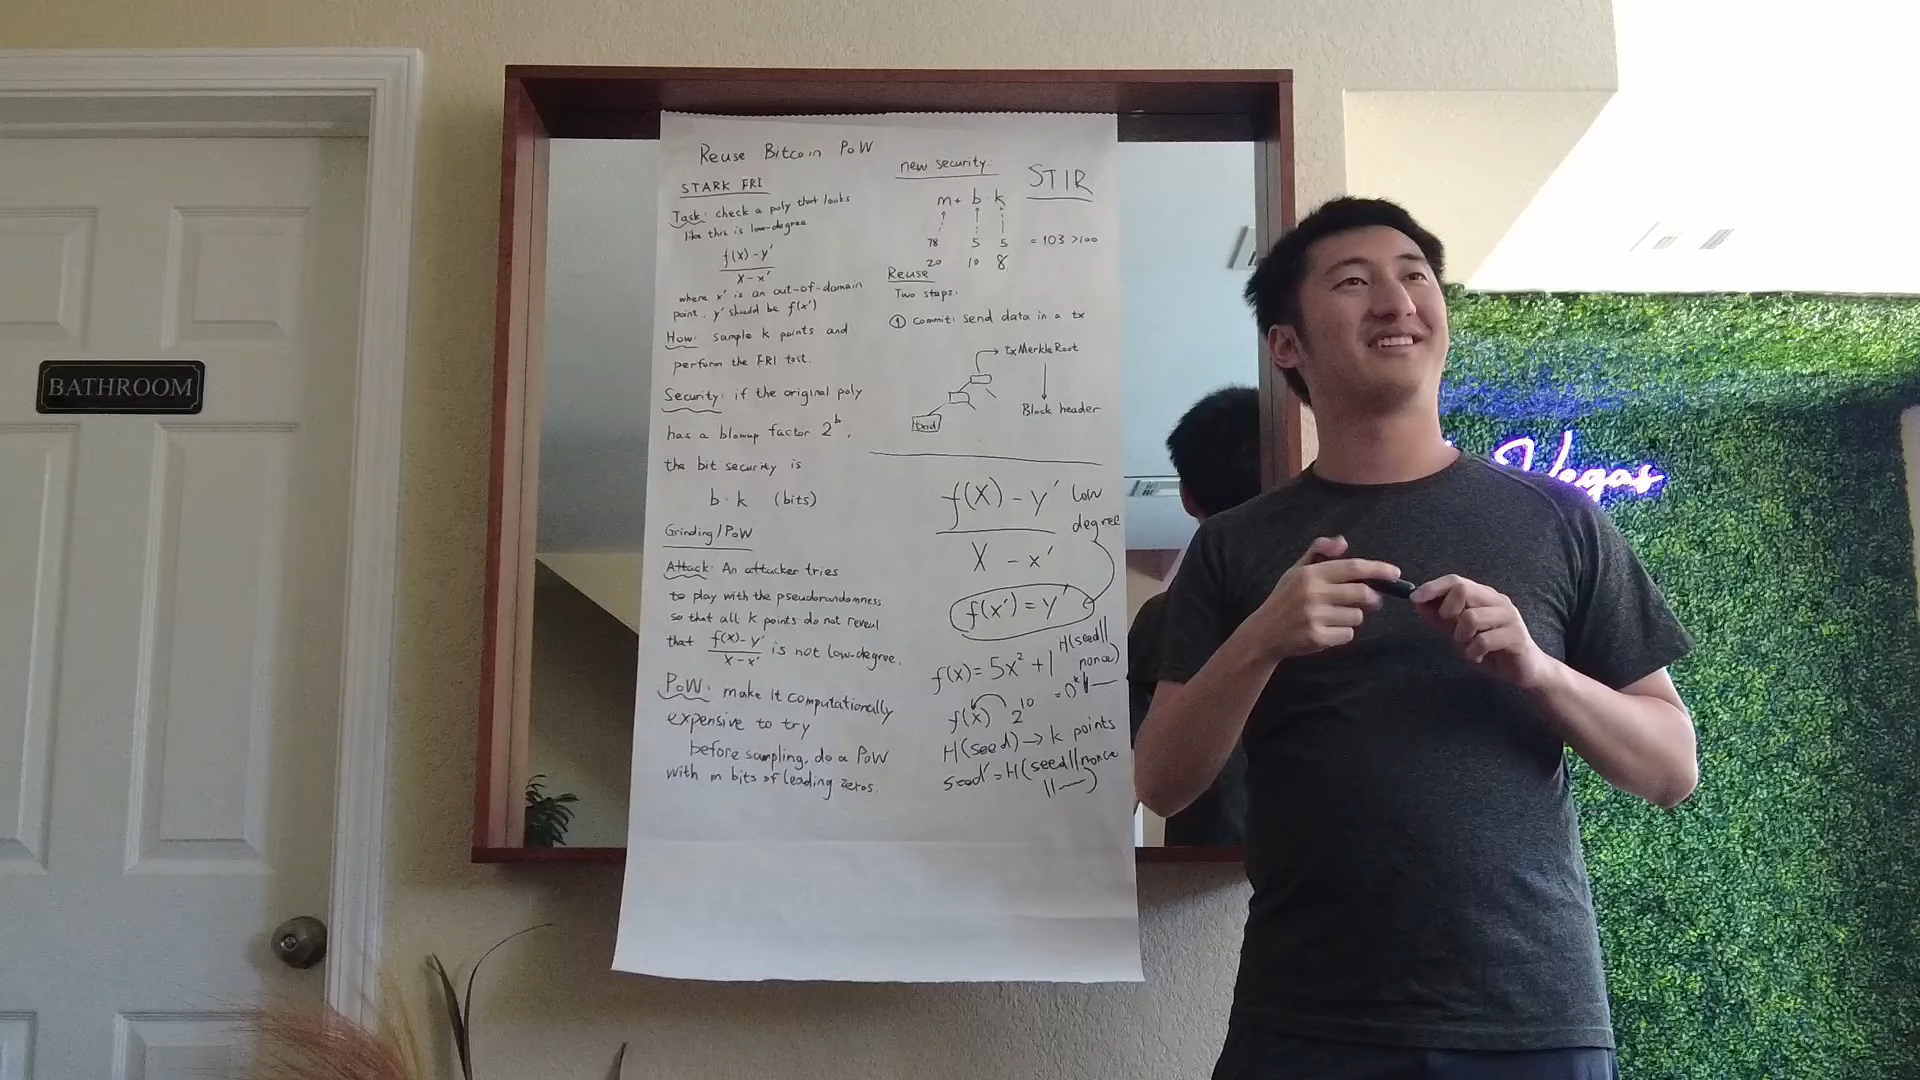 BATHROOM
Reuse Bitcoin PoW
STARK FRI
Task: check a poly that looks
like this is low-degree
f(x) - y'
x - x'
where x' is an out-of-domain
point, y' should be f(x')
How: sample k points and
perform the FRI test.
Security: if the original poly
has a blowup factor 2^b,
the bit security is
b · k (bits)
Grinding/PoW
Attack: An attacker tries
to play with the pseudorandomness
so that all k points do not reveal
that f(x)-y' / x-x' is not low-degree.
PoW: make it computationally
expensive to try
before sampling, do a PoW
with m bits of leading zeros.
new security:
STIR
m + b · k
78 5 5 = 103 > 100
20 10 8
Reuse
Two steps.
① Commit: send data in a tx
txMerkleRoot
Block header
txid
f(X) - y' low
degree
X - x'
f(x') = y'
H(seed||
nonce)
f(x) = 5x² + 1
= 0*1—
f(x) 2^10
H(seed) → k points
seed' = H(seed||nonce
||—)
Vegas